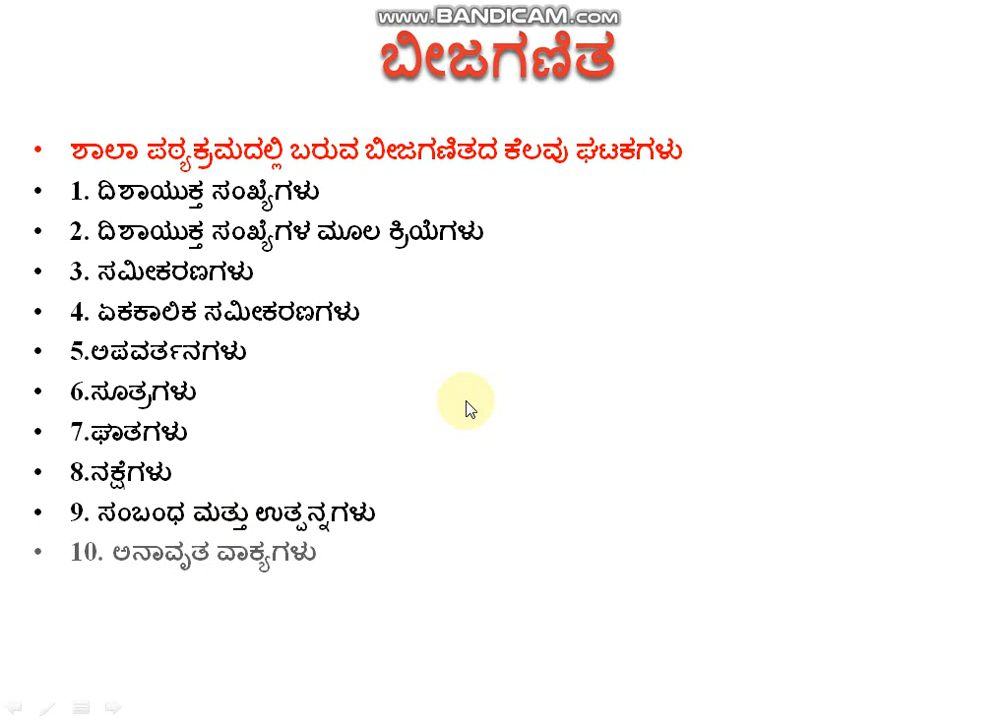 www.BANDICAM.com
ಬೀಜಗಣಿತ
• ಶಾಲಾ ಪಠ್ಯಕ್ರಮದಲ್ಲಿ ಬರುವ ಬೀಜಗಣಿತದ ಕೆಲವು ಘಟಕಗಳು
• 1. ದಿಶಾಯುಕ್ತ ಸಂಖ್ಯೆಗಳು
• 2. ದಿಶಾಯುಕ್ತ ಸಂಖ್ಯೆಗಳ ಮೂಲ ಕ್ರಿಯೆಗಳು
• 3. ಸಮೀಕರಣಗಳು
• 4. ಏಕಕಾಲಿಕ ಸಮೀಕರಣಗಳು
• 5.ಅಪವರ್ತನಗಳು
• 6.ಸೂತ್ರಗಳು
• 7.ಘಾತಗಳು
• 8.ನಕ್ಷೆಗಳು
• 9. ಸಂಬಂಧ ಮತ್ತು ಉತ್ಪನ್ನಗಳು
• 10. ಅನಾವೃತ ವಾಕ್ಯಗಳು